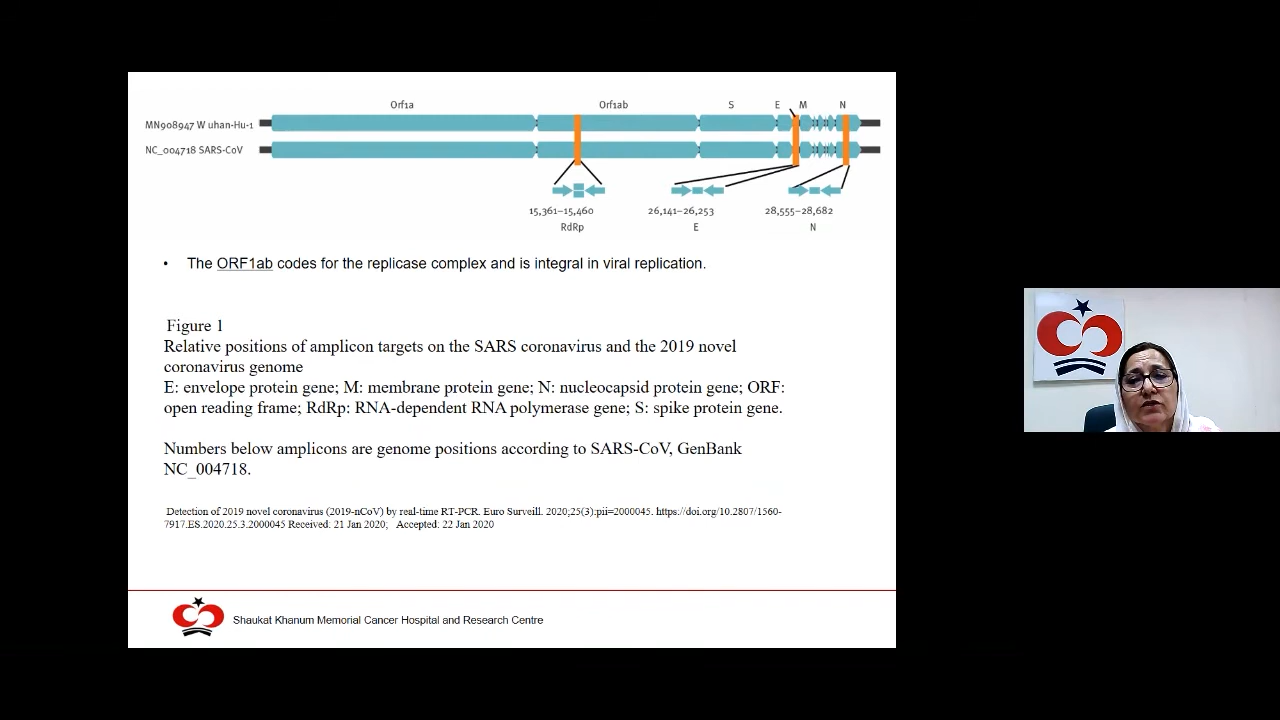 Orf1a Orf1ab S E M N
MN908947 W uhan-Hu-1
NC_004718 SARS-CoV
15,361–15,460 26,141–26,253 28,555–28,682
RdRp E N
• The ORF1ab codes for the replicase complex and is integral in viral replication.
Figure 1
Relative positions of amplicon targets on the SARS coronavirus and the 2019 novel
coronavirus genome
E: envelope protein gene; M: membrane protein gene; N: nucleocapsid protein gene; ORF:
open reading frame; RdRp: RNA-dependent RNA polymerase gene; S: spike protein gene.
Numbers below amplicons are genome positions according to SARS-CoV, GenBank
NC_004718.
Detection of 2019 novel coronavirus (2019-nCoV) by real-time RT-PCR. Euro Surveill. 2020;25(3):pii=2000045. https://doi.org/10.2807/1560-
7917.ES.2020.25.3.2000045 Received: 21 Jan 2020; Accepted: 22 Jan 2020
Shaukat Khanum Memorial Cancer Hospital and Research Centre